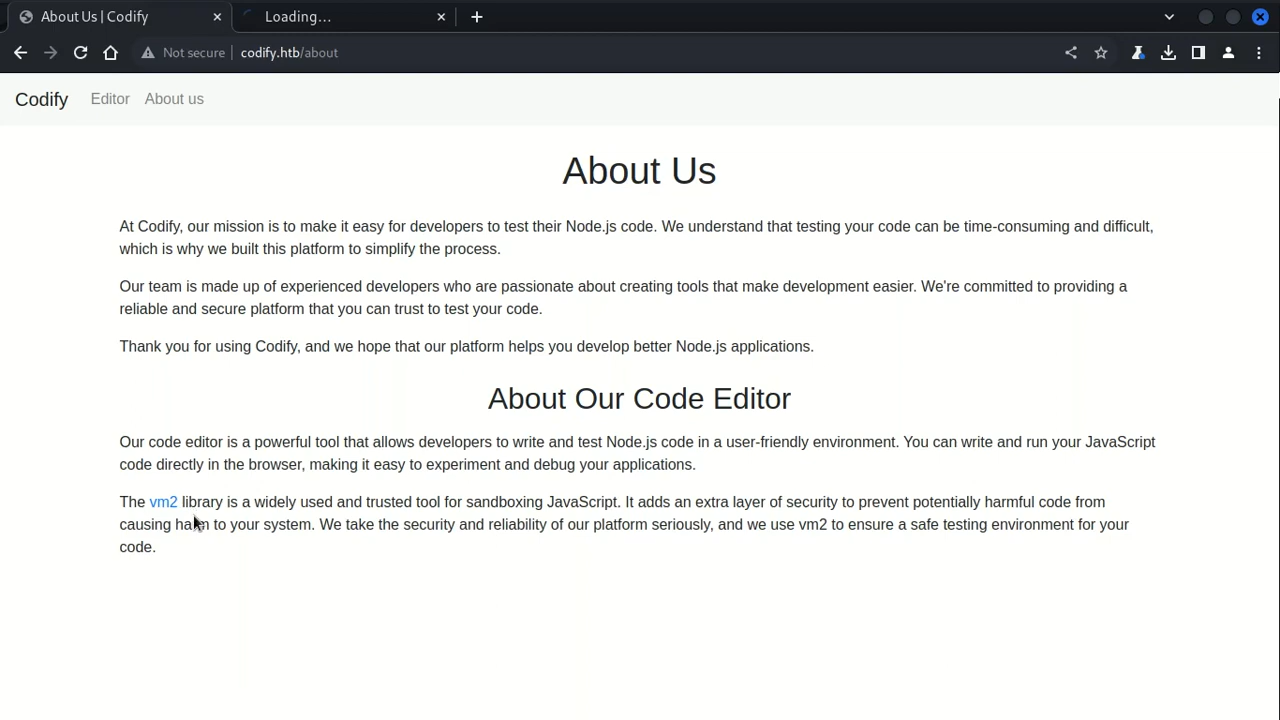 About Us | Codify
Loading...
Not secure
codify.htb/about
Codify
Editor
About us
About Us
At Codify, our mission is to make it easy for developers to test their Node.js code. We understand that testing your code can be time-consuming and difficult,
which is why we built this platform to simplify the process.
Our team is made up of experienced developers who are passionate about creating tools that make development easier. We're committed to providing a
reliable and secure platform that you can trust to test your code.
Thank you for using Codify, and we hope that our platform helps you develop better Node.js applications.
About Our Code Editor
Our code editor is a powerful tool that allows developers to write and test Node.js code in a user-friendly environment. You can write and run your JavaScript
code directly in the browser, making it easy to experiment and debug your applications.
The vm2 library is a widely used and trusted tool for sandboxing JavaScript. It adds an extra layer of security to prevent potentially harmful code from
causing harm to your system. We take the security and reliability of our platform seriously, and we use vm2 to ensure a safe testing environment for your
code.